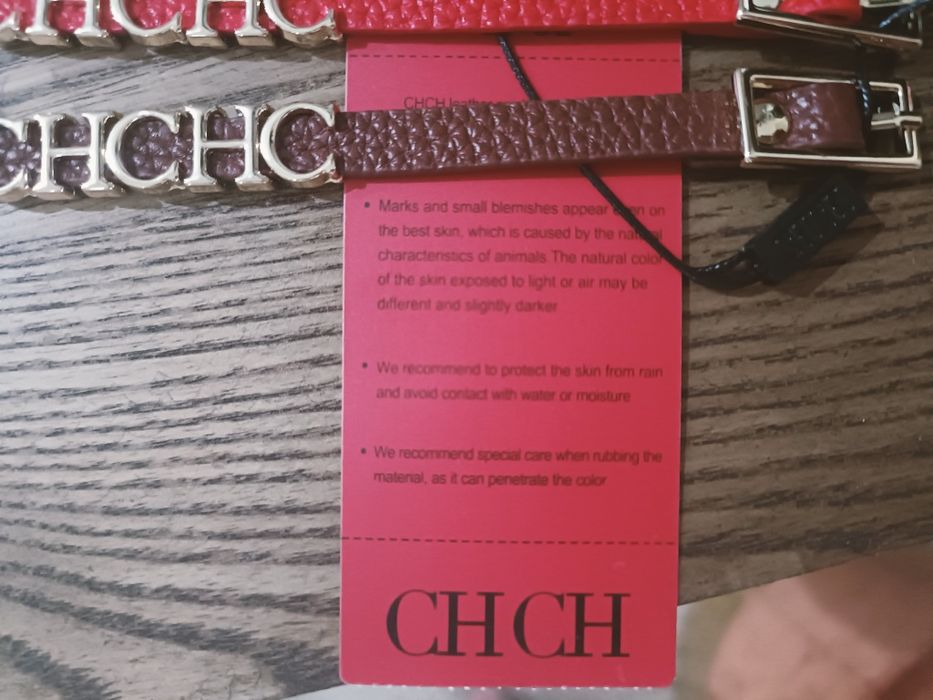 CHCHC
CHCH leather
CHCHC
Marks and small blemishes appear even on
the best skin, which is caused by the natural
characteristics of animals.The natural color
of the skin exposed to light or air may be
different and slightly darker
We recommend to protect the skin from rain
and avoid contact with water or moisture
We recommend special care when rubbing the
material, as it can penetrate the color
CH CH